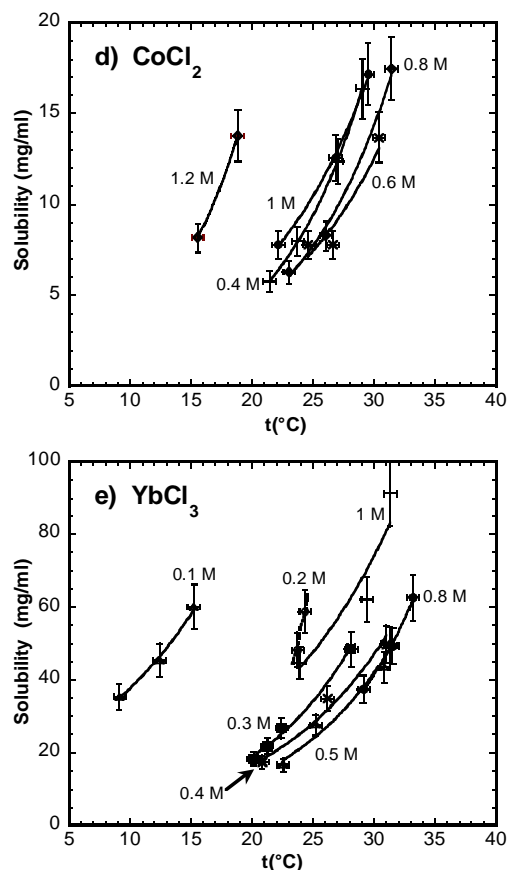 d) CoCl2
20
15
10
5
0
Solubility (mg/ml)
0.8 M
1.2 M
1 M
0.6 M
0.4 M
5 10 15 20 25 30 35 40
t(°C)
e) YbCl3
100
80
60
40
20
0
Solubility (mg/ml)
1 M
0.1 M
0.2 M
0.8 M
0.3 M
0.5 M
0.4 M
5 10 15 20 25 30 35 40
t(°C)